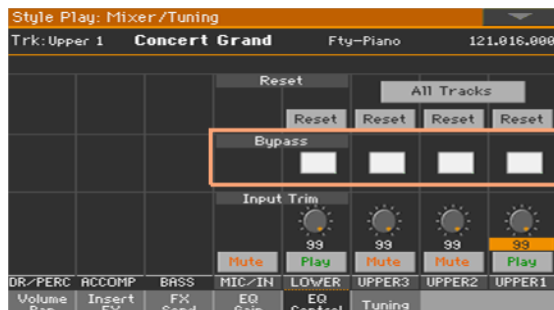 Style Play: Mixer/Tuning
Trk: Upper 1 Concert Grand Fty-Piano 121.016.000
Reset All Tracks
Reset Reset Reset Reset
Bypass
Input Trim
99 99 99 99
Mute Play Mute Mute Play
DR/PERC ACCOMP BASS MIC/IN LOWER UPPER3 UPPER2 UPPER1
Volume Insert FX EQ EQ Tuning
FX Gain Control